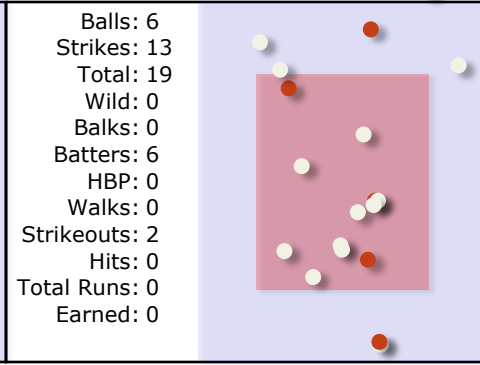 Balls: 6
Strikes: 13
Total: 19
Wild: 0
Balks: 0
Batters: 6
HBP: 0
Walks: 0
Strikeouts: 2
Hits: 0
Total Runs: 0
Earned: 0